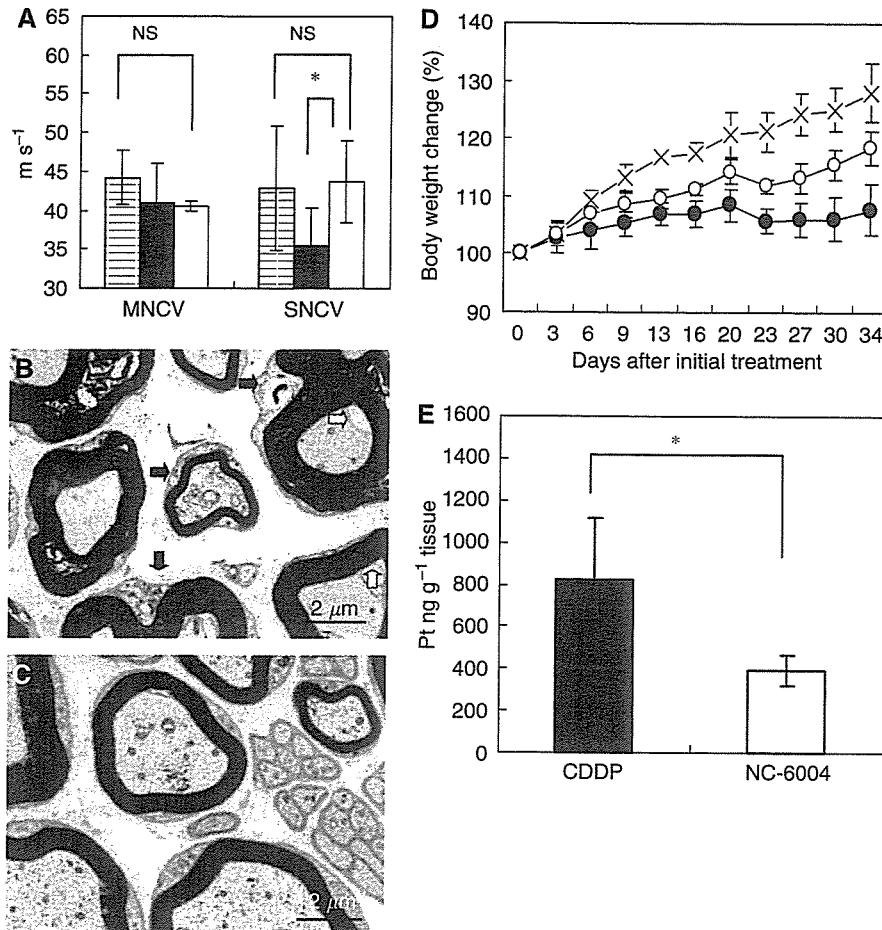 A
65
60
55
50
45
40
35
30
m s⁻¹
NS
NS
*
MNCV
SNCV
B
2 μm
C
2 μm
D
140
130
120
110
100
90
Body weight change (%)
0 3 6 9 13 16 20 23 27 30 34
Days after initial treatment
E
1600
1400
1200
1000
800
600
400
200
0
Pt ng g⁻¹ tissue
*
CDDP
NC-6004